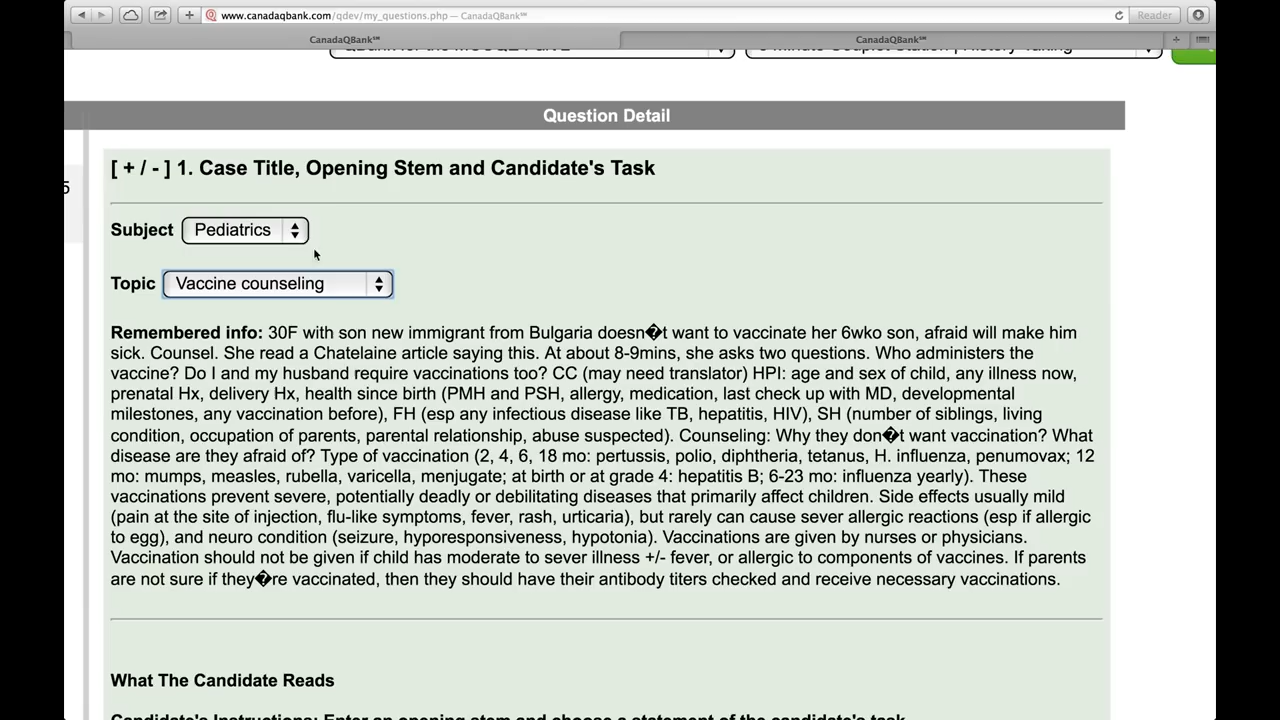 www.canadaqbank.com/qdev/my_questions.php — CanadaQBank℠
Reader
CanadaQBank℠
CanadaQBank℠
Question Detail
[ + / - ] 1. Case Title, Opening Stem and Candidate's Task
5
Subject Pediatrics
Topic Vaccine counseling
Remembered info: 30F with son new immigrant from Bulgaria doesn�t want to vaccinate her 6wko son, afraid will make him
sick. Counsel. She read a Chatelaine article saying this. At about 8-9mins, she asks two questions. Who administers the
vaccine? Do I and my husband require vaccinations too? CC (may need translator) HPI: age and sex of child, any illness now,
prenatal Hx, delivery Hx, health since birth (PMH and PSH, allergy, medication, last check up with MD, developmental
milestones, any vaccination before), FH (esp any infectious disease like TB, hepatitis, HIV), SH (number of siblings, living
condition, occupation of parents, parental relationship, abuse suspected). Counseling: Why they don�t want vaccination? What
disease are they afraid of? Type of vaccination (2, 4, 6, 18 mo: pertussis, polio, diphtheria, tetanus, H. influenza, penumovax; 12
mo: mumps, measles, rubella, varicella, menjugate; at birth or at grade 4: hepatitis B; 6-23 mo: influenza yearly). These
vaccinations prevent severe, potentially deadly or debilitating diseases that primarily affect children. Side effects usually mild
(pain at the site of injection, flu-like symptoms, fever, rash, urticaria), but rarely can cause sever allergic reactions (esp if allergic
to egg), and neuro condition (seizure, hyporesponsiveness, hypotonia). Vaccinations are given by nurses or physicians.
Vaccination should not be given if child has moderate to sever illness +/- fever, or allergic to components of vaccines. If parents
are not sure if they�re vaccinated, then they should have their antibody titers checked and receive necessary vaccinations.
What The Candidate Reads
Candidate's Instructions: Enter an opening stem and choose a statement of the candidate's task